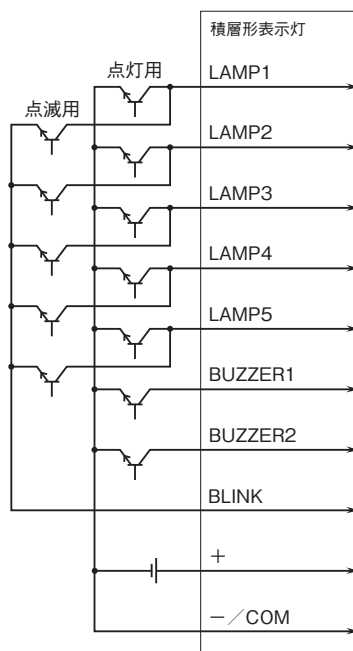 積層形表示灯
点灯用
LAMP1
点滅用
LAMP2
LAMP3
LAMP4
LAMP5
BUZZER1
BUZZER2
BLINK
+
−／COM